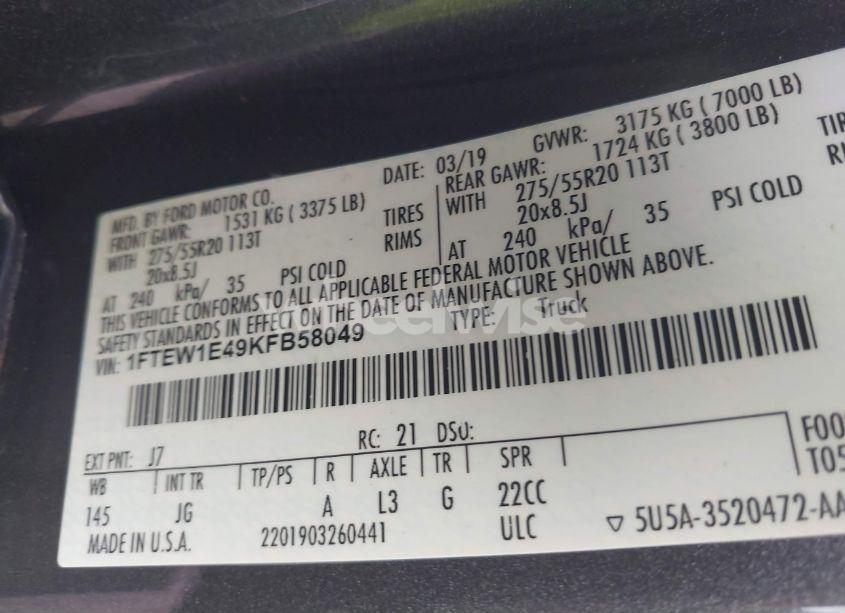 MFD. BY FORD MOTOR CO. DATE: 03/19 GVWR: 3175 KG ( 7000 LB)
FRONT GAWR: 1531 KG ( 3375 LB) REAR GAWR: 1724 KG ( 3800 LB)
WITH 275/55R20 113T TIRES WITH 275/55R20 113T
20x8.5J RIMS 20x8.5J
AT 240 kPa/ 35 PSI COLD AT 240 kPa/ 35 PSI COLD
THIS VEHICLE CONFORMS TO ALL APPLICABLE FEDERAL MOTOR VEHICLE
SAFETY STANDARDS IN EFFECT ON THE DATE OF MANUFACTURE SHOWN ABOVE.
VIN: 1FTEW1E49KFB58049 TYPE: Truck
EXT PNT: J7 RC: 21 DSO:
WB INT TR TP/PS R AXLE TR SPR
145 JG A L3 G 22CC
MADE IN U.S.A. 2201903260441 ULC
5U5A-3520472-AA